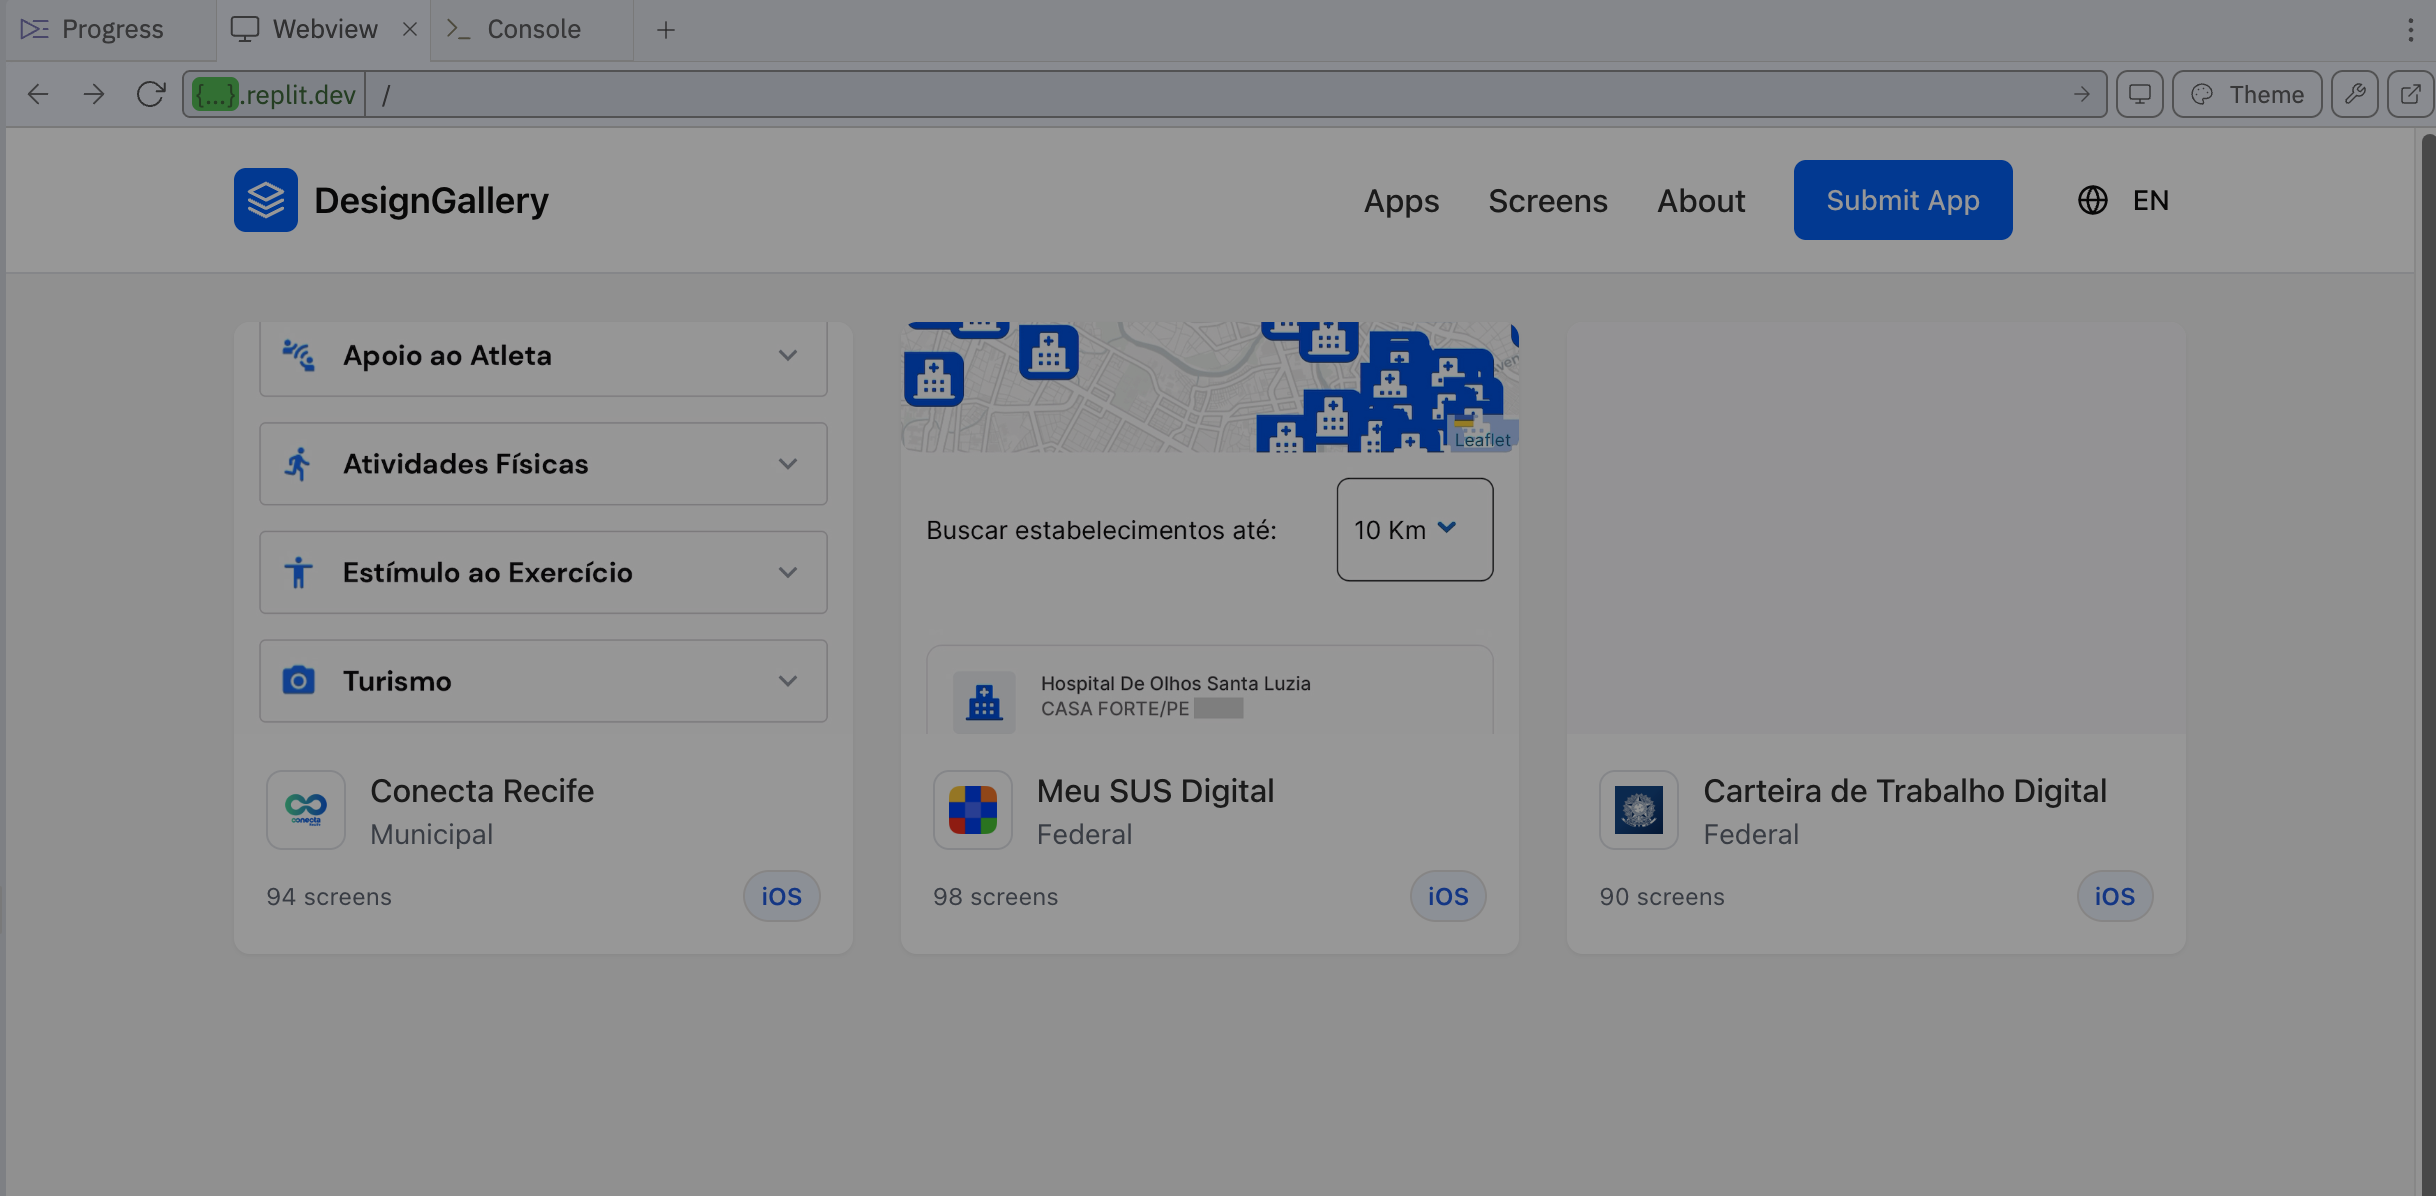 Progress
Webview
Console
{...}.replit.dev /
Theme
DesignGallery
Apps
Screens
About
Submit App
EN
Apoio ao Atleta
Atividades Físicas
Estímulo ao Exercício
Turismo
Leaflet
Buscar estabelecimentos até:
10 Km
Hospital De Olhos Santa Luzia
CASA FORTE/PE
Conecta Recife
Municipal
94 screens
iOS
Meu SUS Digital
Federal
98 screens
iOS
Carteira de Trabalho Digital
Federal
90 screens
iOS